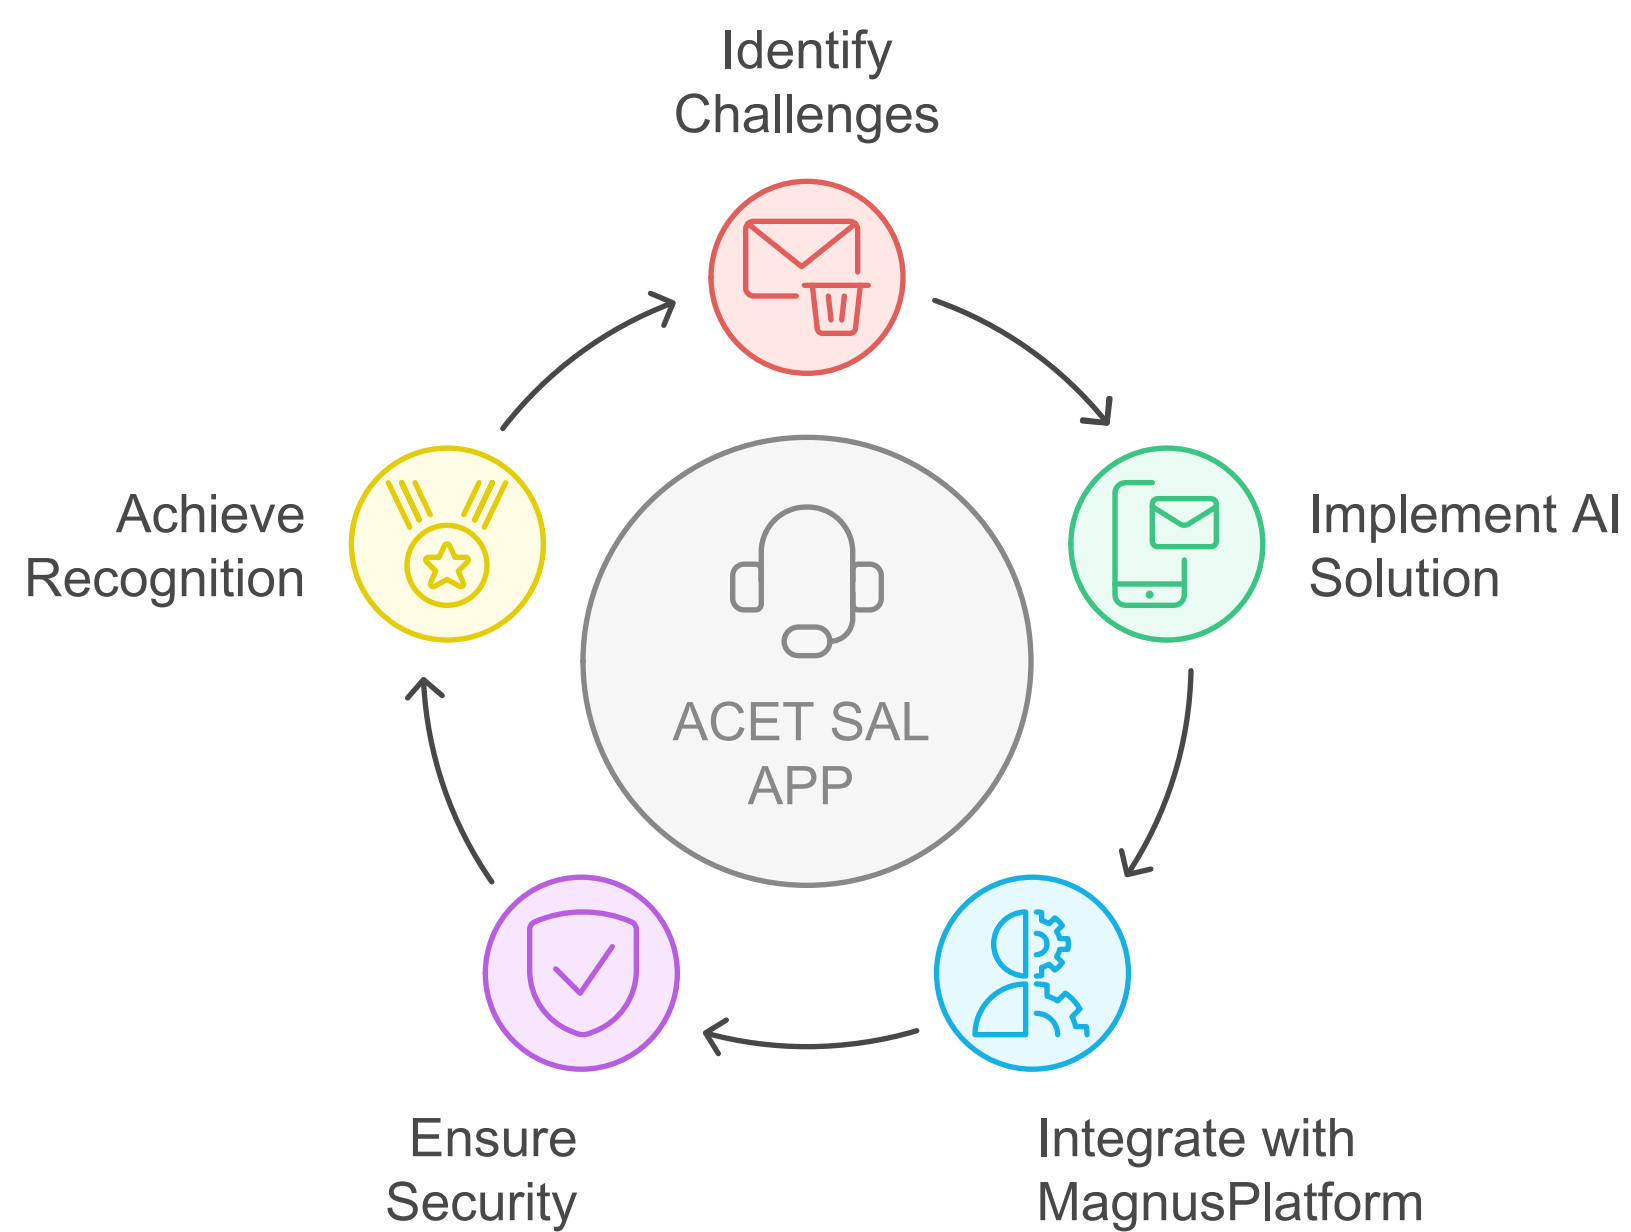 Identify
Challenges
Implement AI
Solution
Integrate with
MagnusPlatform
Ensure
Security
Achieve
Recognition
ACET SAL
APP